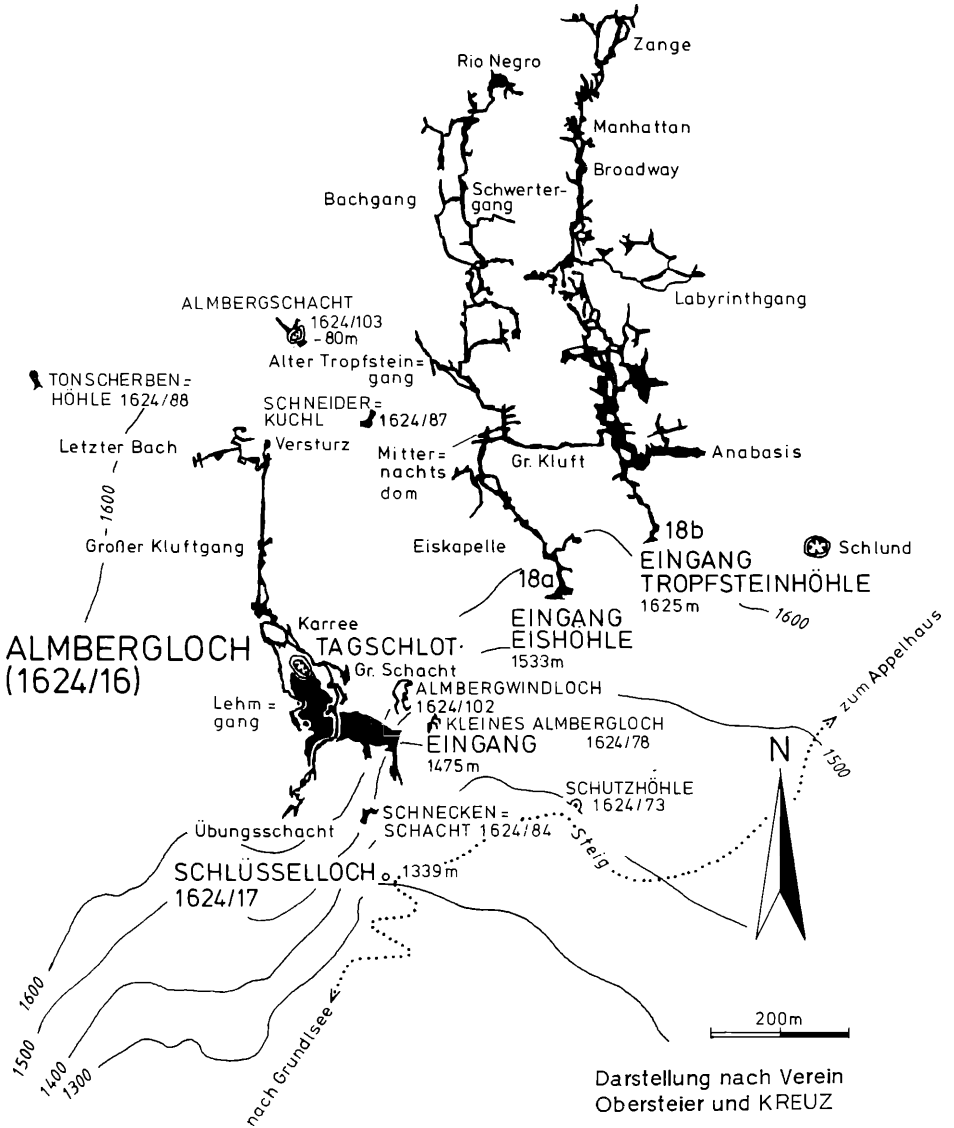 Zange
Rio Negro
Manhattan
Broadway
Schwerter-
gang
Bachgang
Labyrinthgang
ALMBERGSCHACHT
1624/103
-80m
Alter Tropfstein=
gang
TONSCHERBEN=
HÖHLE 1624/88
SCHNEIDER=
KUCHL 1624/87
Letzter Bach
Versturz
Mitter=
nachts
dom
Gr. Kluft
Anabasis
1600
Großer Kluftgang
Eiskapelle
18b
Schlund
EINGANG
TROPFSTEINHÖHLE
1625m
18a
EINGANG
EISHÖHLE
1533m
1600
Karree
TAGSCHLOT
ALMBERGLOCH
(1624/16)
Gr. Schacht
zum Appelhaus
Lehm=
gang
ALMBERGWINDLOCH
1624/102
KLEINES ALMBERGLOCH
1624/78
EINGANG
1475m
1500
N
SCHUTZHÖHLE
1624/73
SCHNECKEN=
SCHACHT 1624/84
Übungsschacht
Steig
SCHLÜSSELLOCH
1339m
1624/17
1600
1500
1400
1300
nach Grundlsee
200m
Darstellung nach Verein
Obersteier und KREUZ